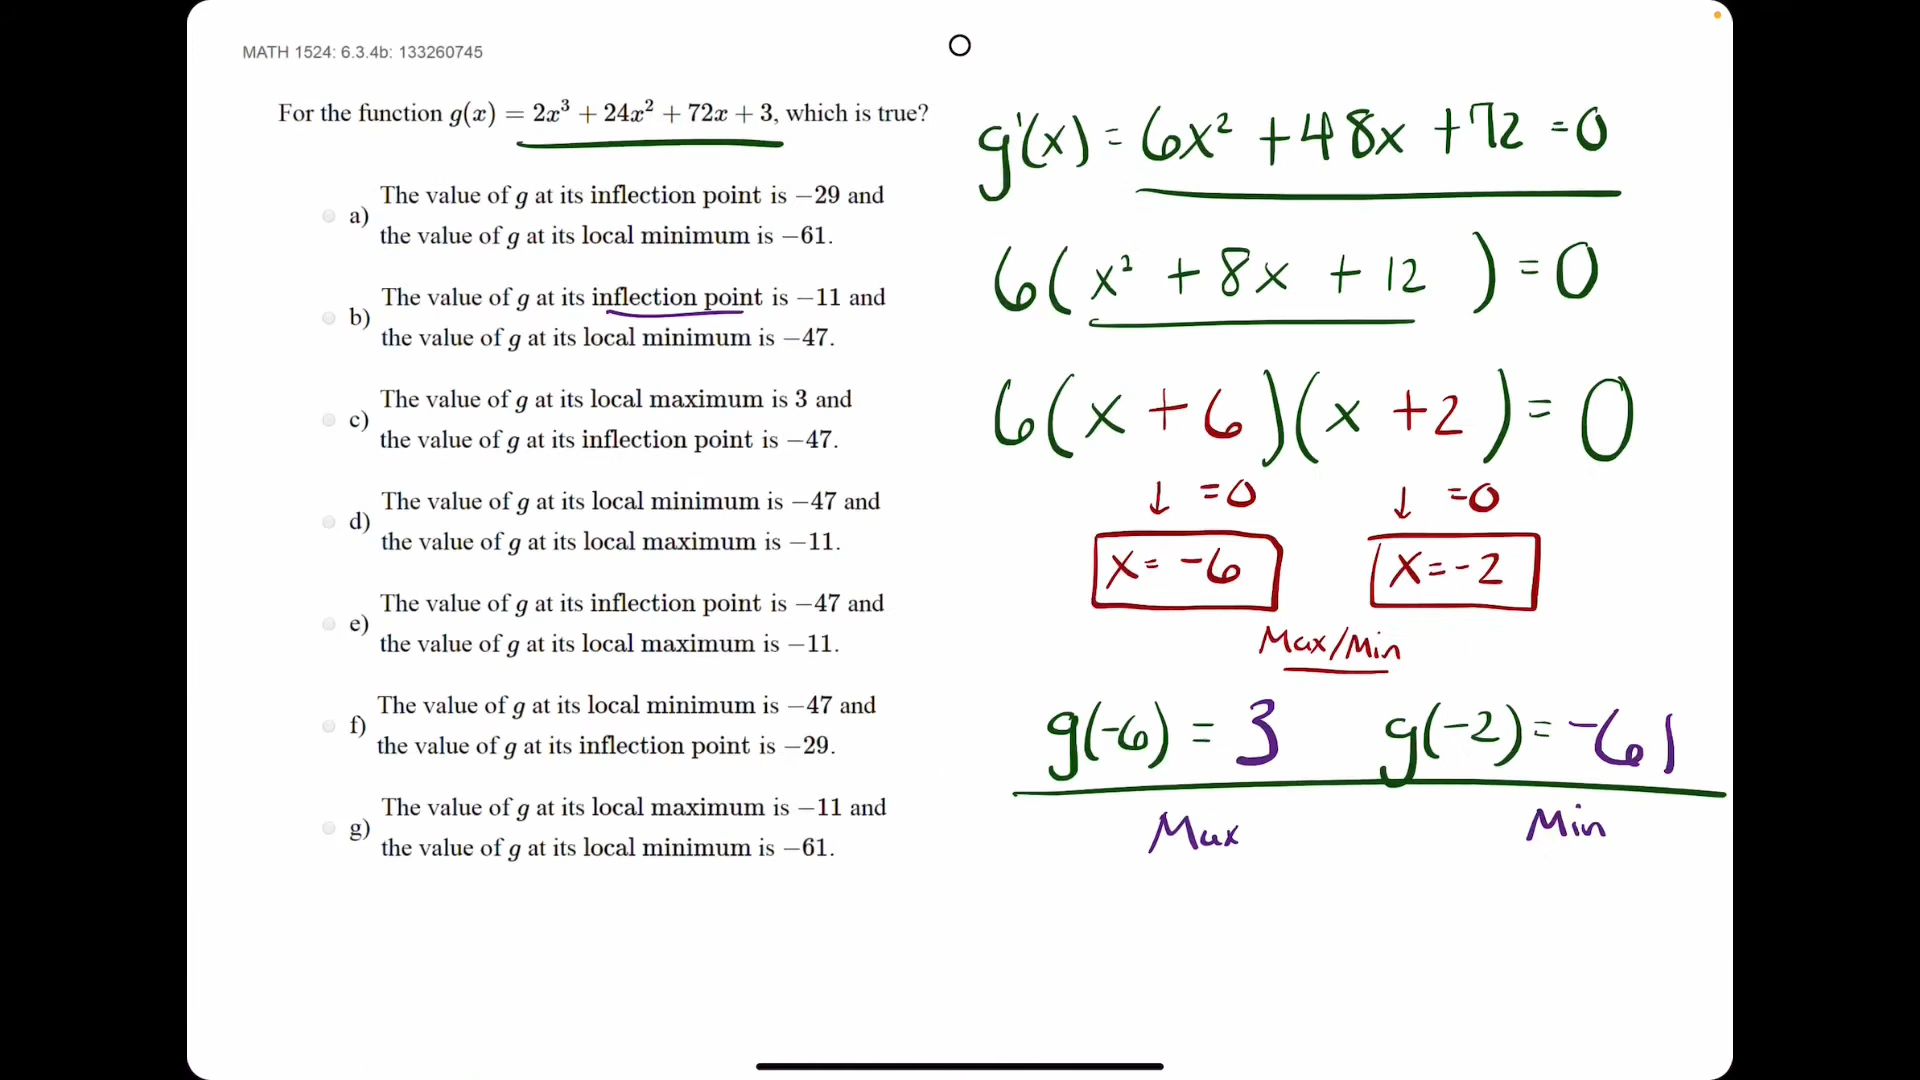 MATH 1524: 6.3.4b: 133260745
For the function g(x) = 2x³ + 24x² + 72x + 3, which is true?
a) The value of g at its inflection point is −29 and
the value of g at its local minimum is −61.
b) The value of g at its inflection point is −11 and
the value of g at its local minimum is −47.
c) The value of g at its local maximum is 3 and
the value of g at its inflection point is −47.
d) The value of g at its local minimum is −47 and
the value of g at its local maximum is −11.
e) The value of g at its inflection point is −47 and
the value of g at its local maximum is −11.
f) The value of g at its local minimum is −47 and
the value of g at its inflection point is −29.
g) The value of g at its local maximum is −11 and
the value of g at its local minimum is −61.
g'(x) = 6x² + 48x + 72 = 0
6( x² + 8x + 12 ) = 0
6(x + 6)(x + 2) = 0
↓ =0 ↓ =0
x = -6 x = -2
Max/Min
g(-6) = 3 g(-2) = -61
Max Min